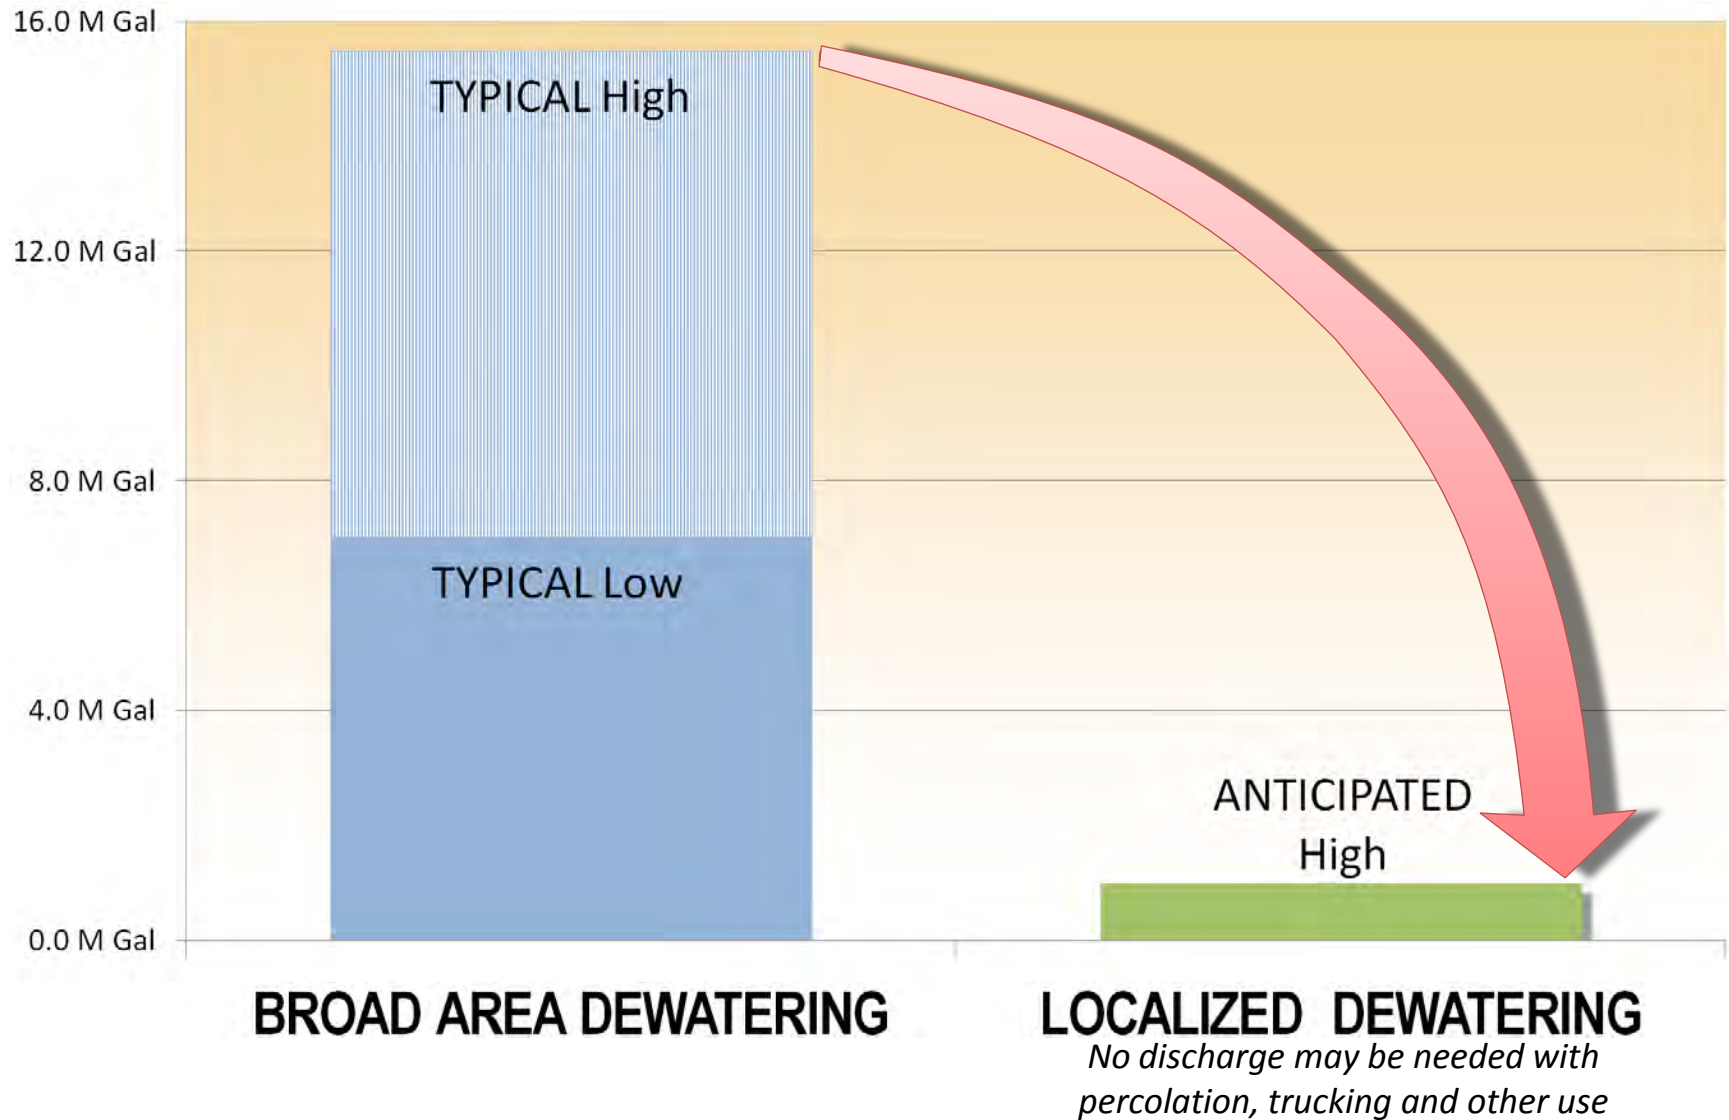 16.0 M Gal
TYPICAL High
12.0 M Gal
8.0 M Gal
TYPICAL Low
4.0 M Gal
ANTICIPATED
High
0.0 M Gal
BROAD AREA DEWATERING
LOCALIZED DEWATERING
No discharge may be needed with
percolation, trucking and other use